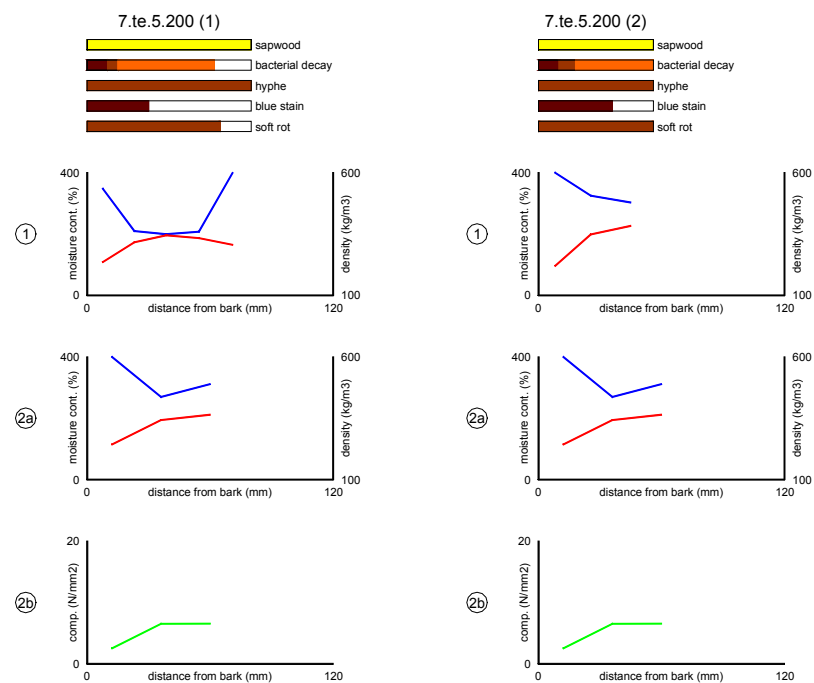 7.te.5.200 (1)
sapwood
bacterial decay
hyphe
blue stain
soft rot
7.te.5.200 (2)
sapwood
bacterial decay
hyphe
blue stain
soft rot
1
400
moisture cont. (%)
0
600
density (kg/m3)
100
0
distance from bark (mm)
120
1
400
moisture cont. (%)
0
600
density (kg/m3)
100
0
distance from bark (mm)
120
2a
400
moisture cont. (%)
0
600
density (kg/m3)
100
0
distance from bark (mm)
120
2a
400
moisture cont. (%)
0
600
density (kg/m3)
100
0
distance from bark (mm)
120
2b
20
comp. (N/mm2)
0
0
distance from bark (mm)
120
2b
20
comp. (N/mm2)
0
0
distance from bark (mm)
120